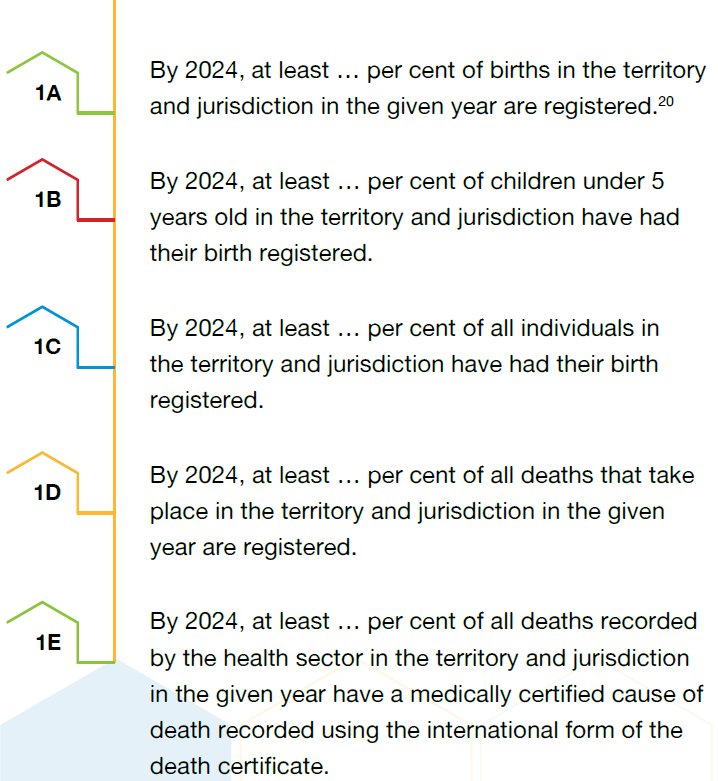 1A
By 2024, at least … per cent of births in the territory
and jurisdiction in the given year are registered.20
1B
By 2024, at least … per cent of children under 5
years old in the territory and jurisdiction have had
their birth registered.
1C
By 2024, at least … per cent of all individuals in
the territory and jurisdiction have had their birth
registered.
1D
By 2024, at least … per cent of all deaths that take
place in the territory and jurisdiction in the given
year are registered.
1E
By 2024, at least … per cent of all deaths recorded
by the health sector in the territory and jurisdiction
in the given year have a medically certified cause of
death recorded using the international form of the
death certificate.